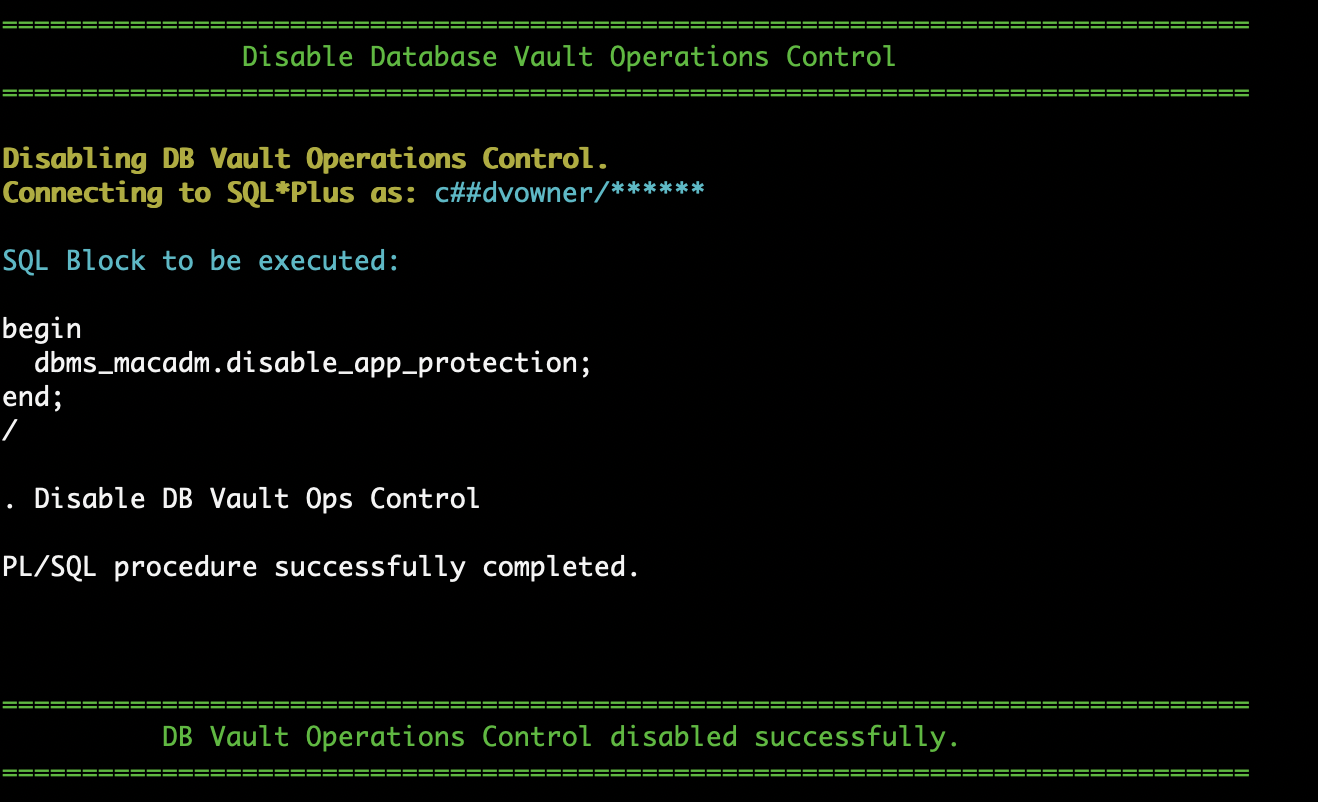 ==============================================================================
Disable Database Vault Operations Control
==============================================================================
Disabling DB Vault Operations Control.
Connecting to SQL*Plus as: c##dvowner/******
SQL Block to be executed:
begin
  dbms_macadm.disable_app_protection;
end;
/
. Disable DB Vault Ops Control
PL/SQL procedure successfully completed.
==============================================================================
DB Vault Operations Control disabled successfully.
==============================================================================